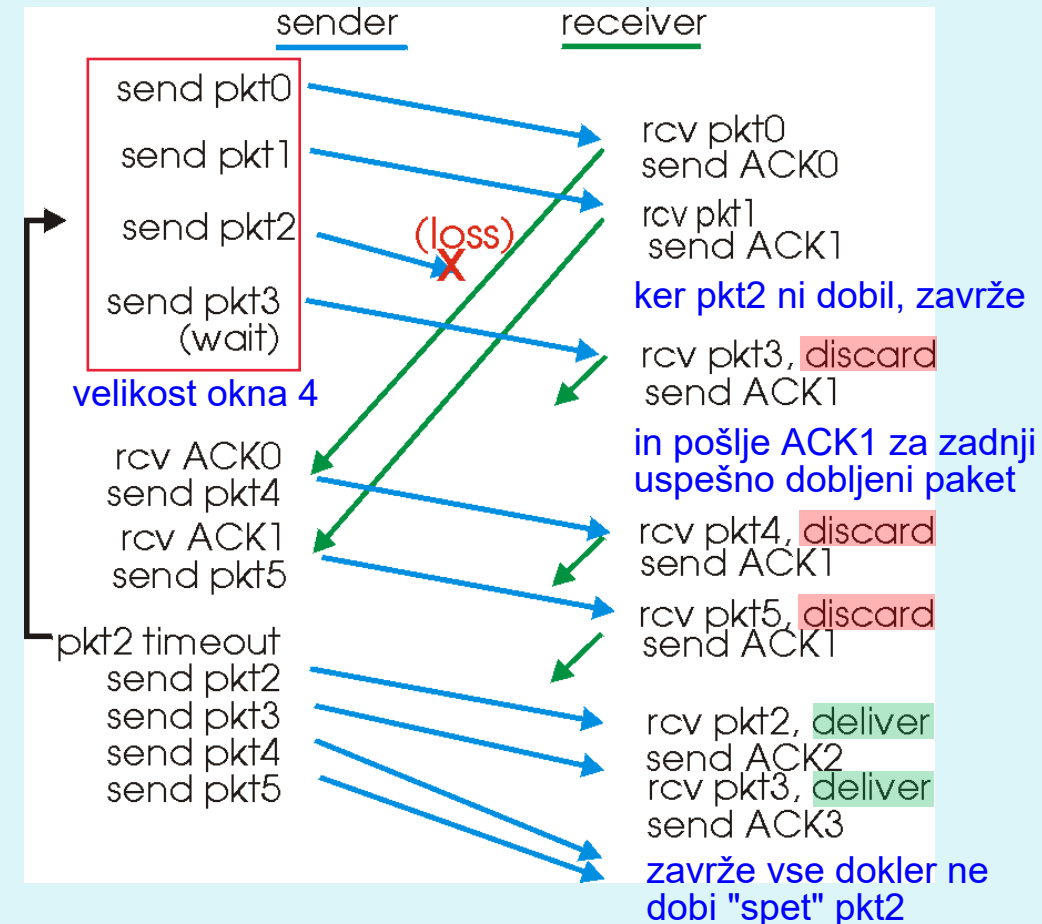 sender
receiver
send pkt0
send pkt1
send pkt2
send pkt3
(wait)
velikost okna 4
rcv ACK0
send pkt4
rcv ACK1
send pkt5
pkt2 timeout
send pkt2
send pkt3
send pkt4
send pkt5
(loss)
X
rcv pkt0
send ACK0
rcv pkt1
send ACK1
ker pkt2 ni dobil, zavrže
rcv pkt3, discard
send ACK1
in pošlje ACK1 za zadnji
uspešno dobljeni paket
rcv pkt4, discard
send ACK1
rcv pkt5, discard
send ACK1
rcv pkt2, deliver
send ACK2
rcv pkt3, deliver
send ACK3
zavrže vse dokler ne
dobi "spet" pkt2